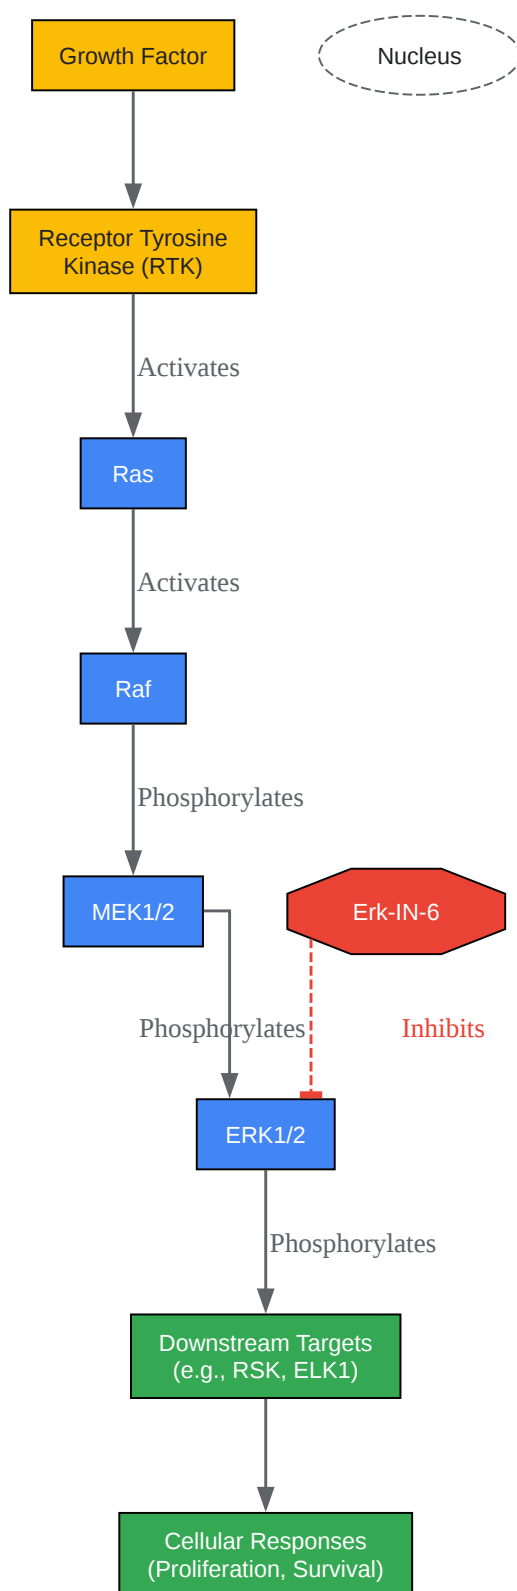 Growth Factor
Nucleus
Receptor Tyrosine
Kinase (RTK)
Activates
Ras
Activates
Raf
Phosphorylates
MEK1/2
Erk-IN-6
Phosphorylates
Inhibits
ERK1/2
Phosphorylates
Downstream Targets
(e.g., RSK, ELK1)
Cellular Responses
(Proliferation, Survival)